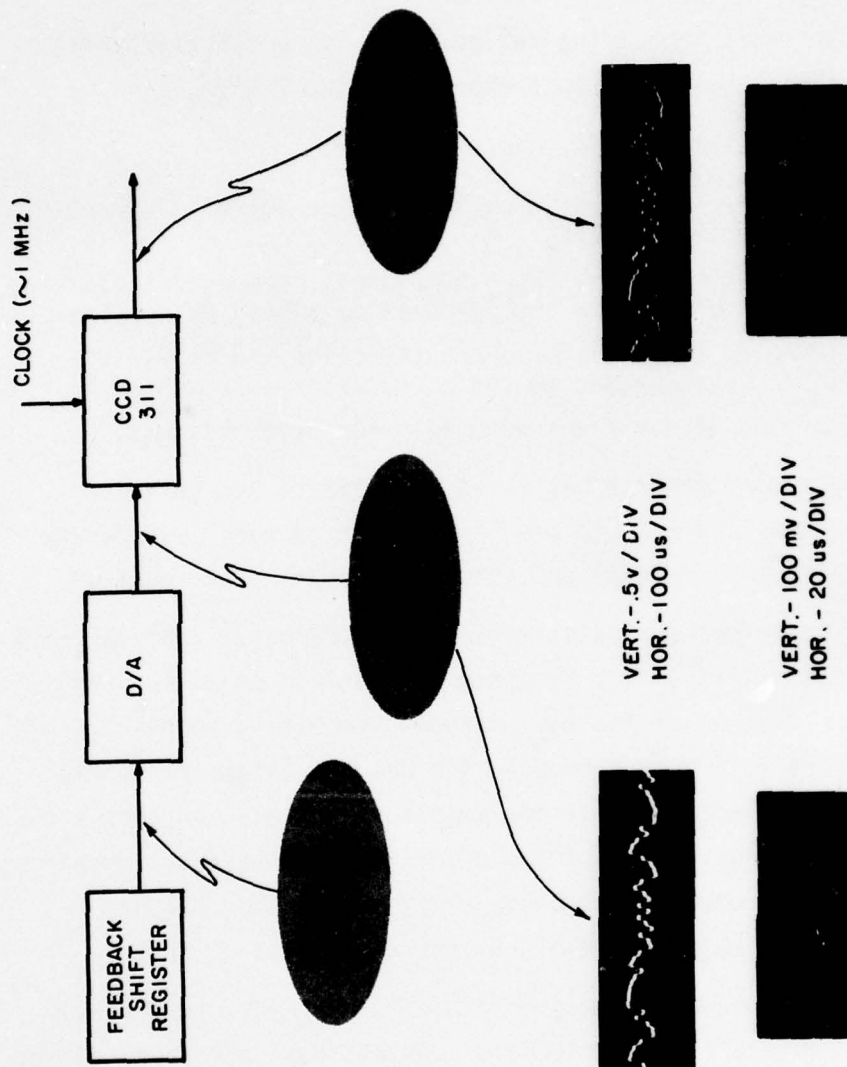 CLOCK (~1 MHz)
FEEDBACK
SHIFT
REGISTER
D/A
CCD
311
VERT.-.5v/DIV
HOR.-100 us/DIV
VERT.-100 mv/DIV
HOR.-20 us/DIV